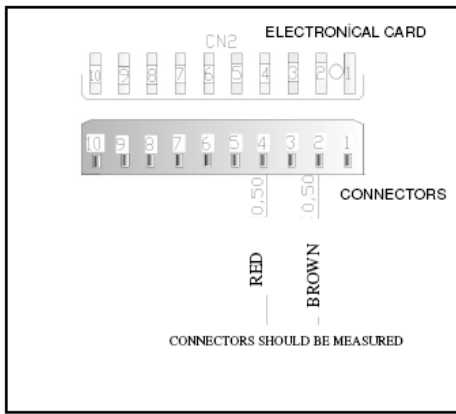 ELECTRONİCAL CARD
CN2
10 9 8 7 6 5 4 3 2 1
10 9 8 7 6 5 4 3 2 1
0,50 0,50
CONNECTORS
RED BROWN
CONNECTORS SHOULD BE MEASURED